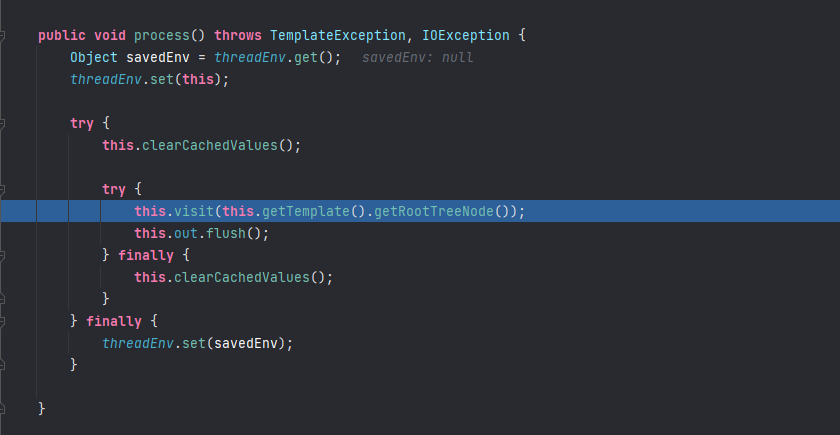 public void process() throws TemplateException, IOException {
Object savedEnv = threadEnv.get();   savedEnv: null
threadEnv.set(this);
try {
this.clearCachedValues();
try {
this.visit(this.getTemplate().getRootTreeNode());
this.out.flush();
} finally {
this.clearCachedValues();
}
} finally {
threadEnv.set(savedEnv);
}
}